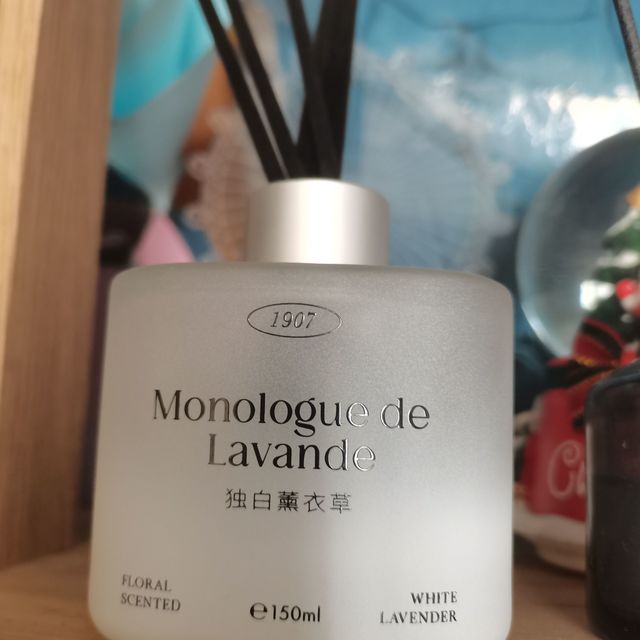 1907
Monologue de
Lavande
独白薰衣草
FLORAL
SCENTED
℮150ml
WHITE
LAVENDER